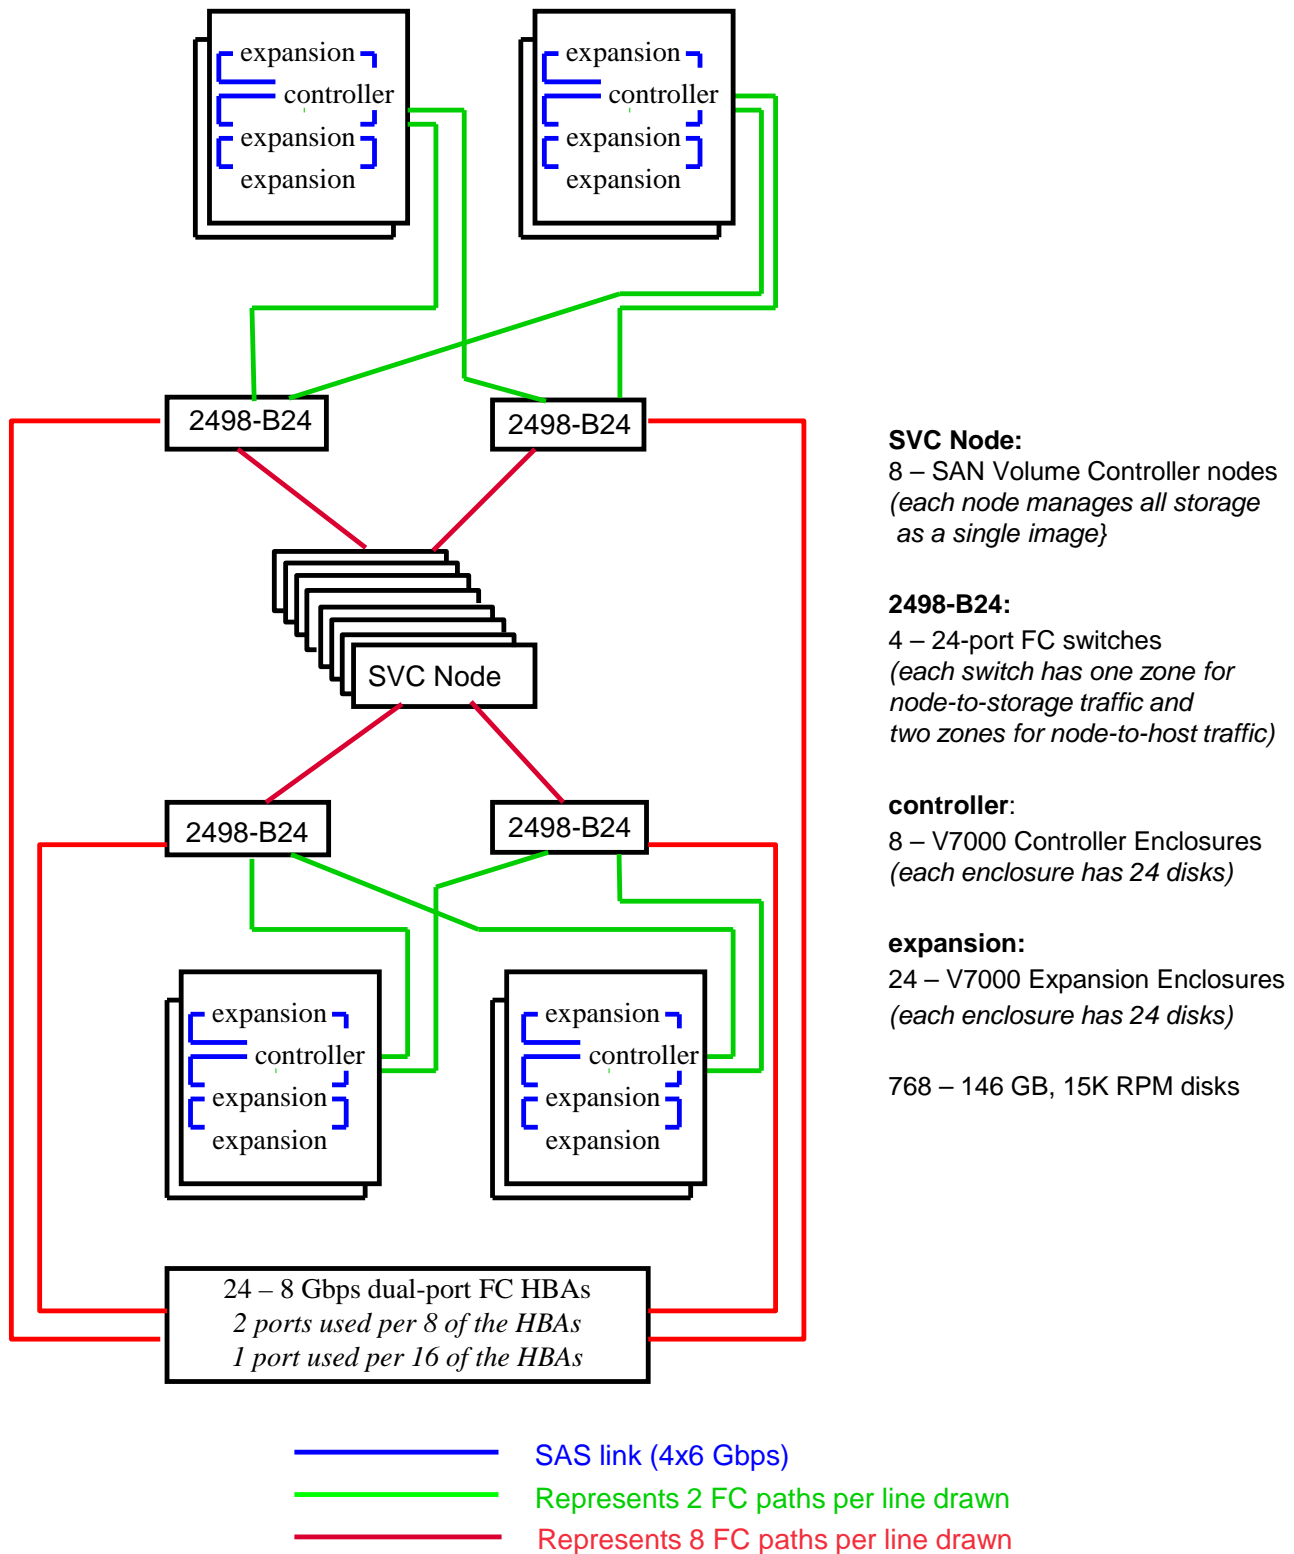 expansion
controller
expansion
expansion
expansion
controller
expansion
expansion
2498-B24
2498-B24
SVC Node
2498-B24
2498-B24
expansion
controller
expansion
expansion
expansion
controller
expansion
expansion
24 – 8 Gbps dual-port FC HBAs
2 ports used per 8 of the HBAs
1 port used per 16 of the HBAs
SVC Node:
8 – SAN Volume Controller nodes
(each node manages all storage
as a single image}
2498-B24:
4 – 24-port FC switches
(each switch has one zone for
node-to-storage traffic and
two zones for node-to-host traffic)
controller:
8 – V7000 Controller Enclosures
(each enclosure has 24 disks)
expansion:
24 – V7000 Expansion Enclosures
(each enclosure has 24 disks)
768 – 146 GB, 15K RPM disks
SAS link (4x6 Gbps)
Represents 2 FC paths per line drawn
Represents 8 FC paths per line drawn